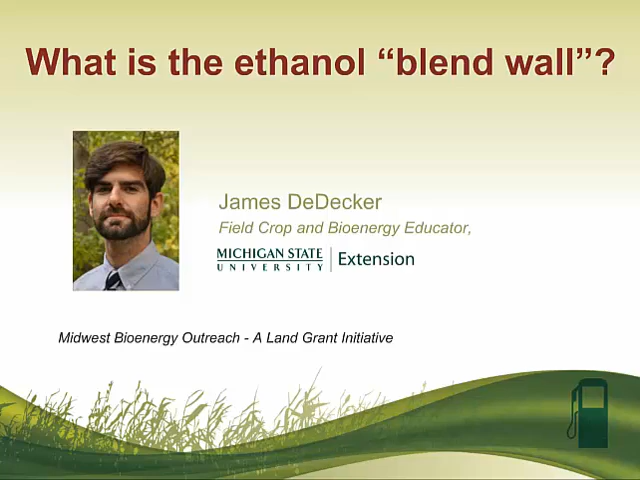 What is the ethanol “blend wall”?
James DeDecker
Field Crop and Bioenergy Educator,
MICHIGAN STATE UNIVERSITY | Extension
Midwest Bioenergy Outreach - A Land Grant Initiative